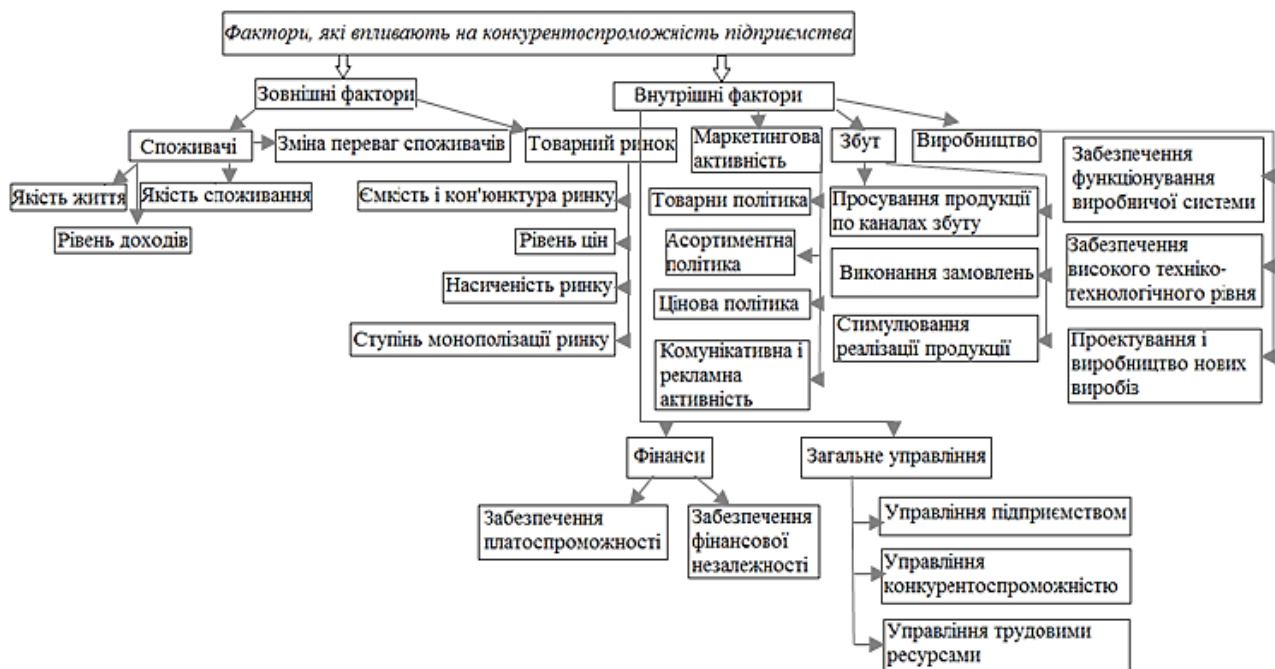 Фактори, які впливають на конкурентоспроможність підприємства
Зовнішні фактори
Внутрішні фактори
Споживачі
Зміна переваг споживачів
Товарний ринок
Маркетингова
активність
Збут
Виробництво
Якість життя
Якість споживання
Рівень доходів
Ємкість і кон'юнктура ринку
Рівень цін
Насиченість ринку
Ступінь монополізації ринку
Товарни політика
Асортиментна
політика
Цінова політика
Комунікативна і
рекламна
активність
Просування продукції
по каналах збуту
Виконання замовлень
Стимулювання
реалізації продукції
Забезпечення
функціонування
виробничої системи
Забезпечення
високого техніко-
технологічного рівня
Проектування і
виробництво нових
виробіз
Фінанси
Загальне управління
Забезпечення
платоспроможності
Забезпечення
фінансової
незалежності
Управління підприємством
Управління
конкурентоспроможністю
Управління трудовими
ресурсами